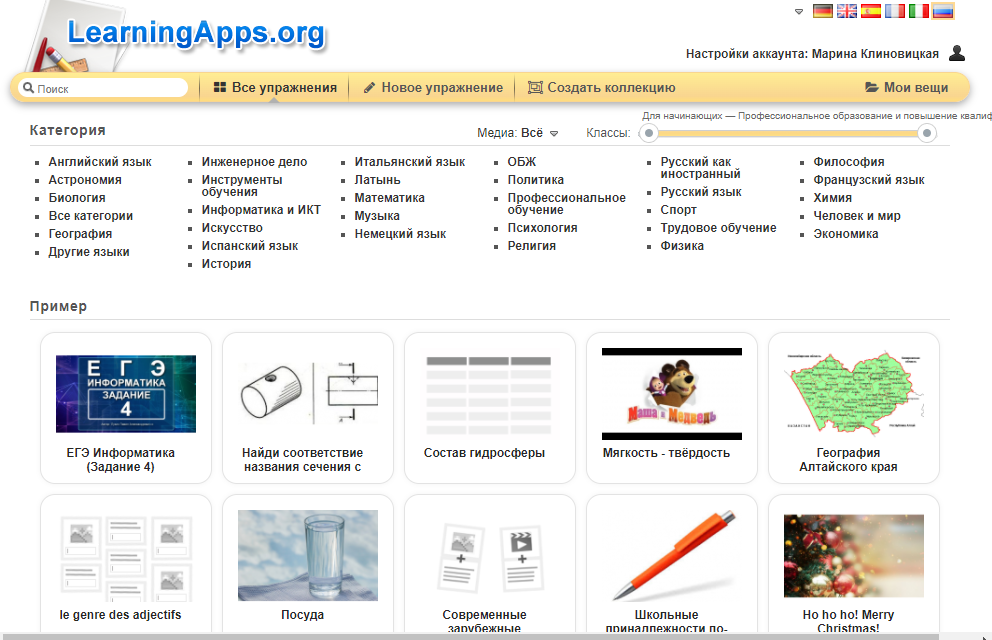 LearningApps.org
Настройки аккаунта: Марина Клиновицкая
Поиск
Все упражнения
Новое упражнение
Создать коллекцию
Мои вещи
Для начинающих — Профессиональное образование и повышение квалиф
Категория
Медиа: Всё
Классы:
Английский язык
Астрономия
Биология
Все категории
География
Другие языки
Инженерное дело
Инструменты
обучения
Информатика и ИКТ
Искусство
Испанский язык
История
Итальянский язык
Латынь
Математика
Музыка
Немецкий язык
ОБЖ
Политика
Профессиональное
обучение
Психология
Религия
Русский как
иностранный
Русский язык
Спорт
Трудовое обучение
Физика
Философия
Французский язык
Химия
Человек и мир
Экономика
Пример
ЕГЭ
ИНФОРМАТИКА
ЗАДАНИЕ
4
ЕГЭ Информатика
(Задание 4)
Найди соответствие
названия сечения с
Состав гидросферы
Маша и Медведь
Мягкость - твёрдость
География
Алтайского края
le genre des adjectifs
Посуда
Современные
зарубежные
Школьные
принадлежности по-
Ho ho ho! Merry
Christmas!